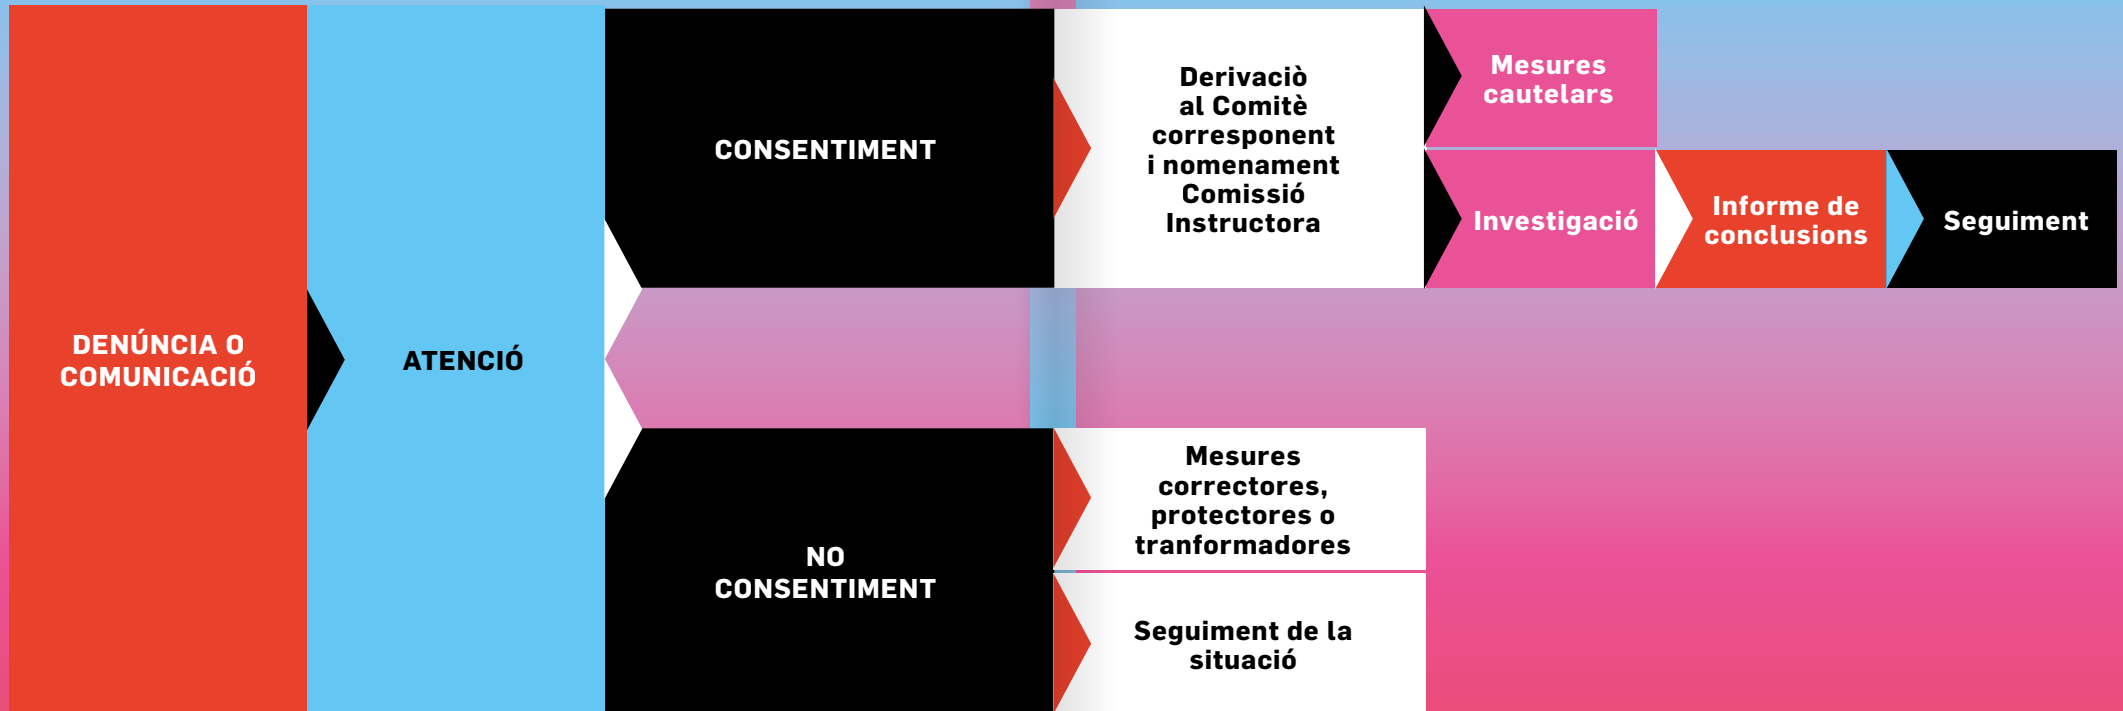 DENÚNCIA O
COMUNICACIÓ
ATENCIÓ
CONSENTIMENT
Derivaciò
al Comitè
corresponent
i nomenament
Comissió
Instructora
Mesures
cautelars
Investigació
Informe de
conclusions
Seguiment
NO
CONSENTIMENT
Mesures
correctores,
protectores o
tranformadores
Seguiment de la
situació